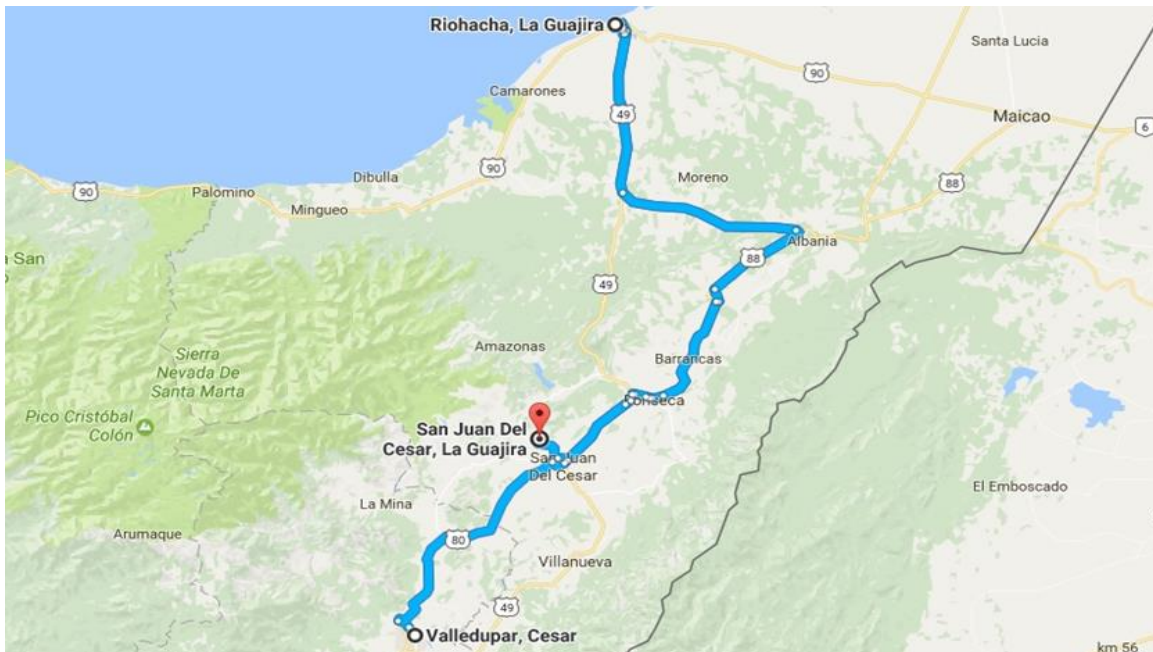 Riohacha, La Guajira
Santa Lucia
90
Camarones
49
Maicao
6
90
90
Palomino
Dibulla
Mingueo
Moreno
88
a San
Albania
88
49
Sierra
Nevada De
Santa Marta
Amazonas
Barrancas
Fonseca
Pico Cristóbal
Colón
San Juan Del
Cesar, La Guajira
San Juan
Del Cesar
La Mina
El Emboscado
Arumaque
80
Villanueva
49
Valledupar, Cesar
km 56